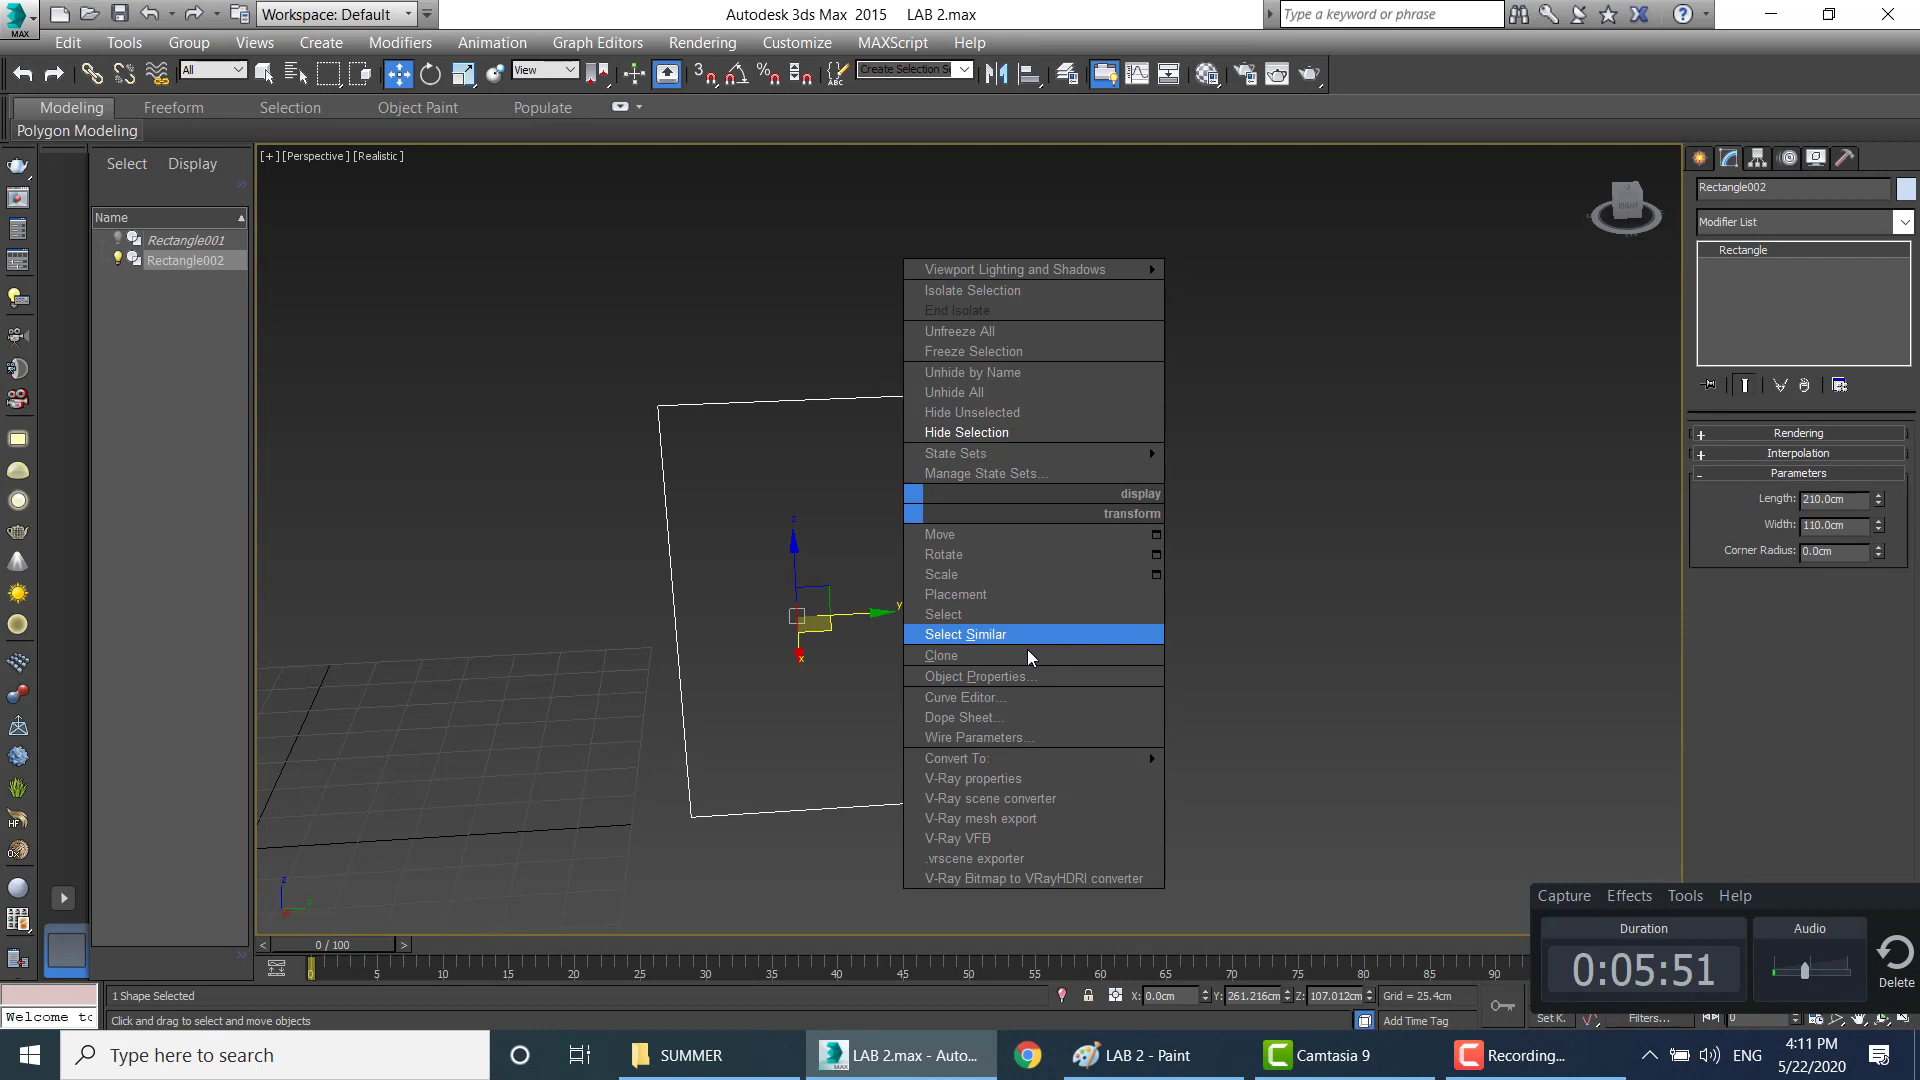 Workspace: Default
Autodesk 3ds Max 2015 LAB 2.max
Type a keyword or phrase
MAX
Edit Tools Group Views Create Modifiers Animation Graph Editors Rendering Customize MAXScript Help
All
View
Create Selection Se
Modeling Freeform Selection Object Paint Populate
Polygon Modeling
Select Display
Name
Rectangle001
Rectangle002
[+] [Perspective] [Realistic]
RIGHT
Viewport Lighting and Shadows
Isolate Selection
End Isolate
Unfreeze All
Freeze Selection
Unhide by Name
Unhide All
Hide Unselected
Hide Selection
State Sets
Manage State Sets...
display
transform
Move
Rotate
Scale
Placement
Select
Select Similar
Clone
Object Properties...
Curve Editor...
Dope Sheet...
Wire Parameters...
Convert To:
V-Ray properties
V-Ray scene converter
V-Ray mesh export
V-Ray VFB
.vrscene exporter
V-Ray Bitmap to VRayHDRI converter
z
y
x
z
y
Rectangle002
Modifier List
Rectangle
Rendering
Interpolation
Parameters
Length: 210.0cm
Width: 110.0cm
Corner Radius: 0.0cm
Capture Effects Tools Help
Duration
Audio
0:05:51
Delete
0 / 100
0 5 10 15 20 25 30 35 40 45 50 55 60 65 70 75 80 85 90
1 Shape Selected
X: 0.0cm Y: 261.216cm Z: 107.012cm Grid = 25.4cm
Welcome to
Click and drag to select and move objects
Add Time Tag
Set K.
Filters...
0
Type here to search
SUMMER
LAB 2.max - Auto...
LAB 2 - Paint
Camtasia 9
Recording...
ENG
4:11 PM
5/22/2020